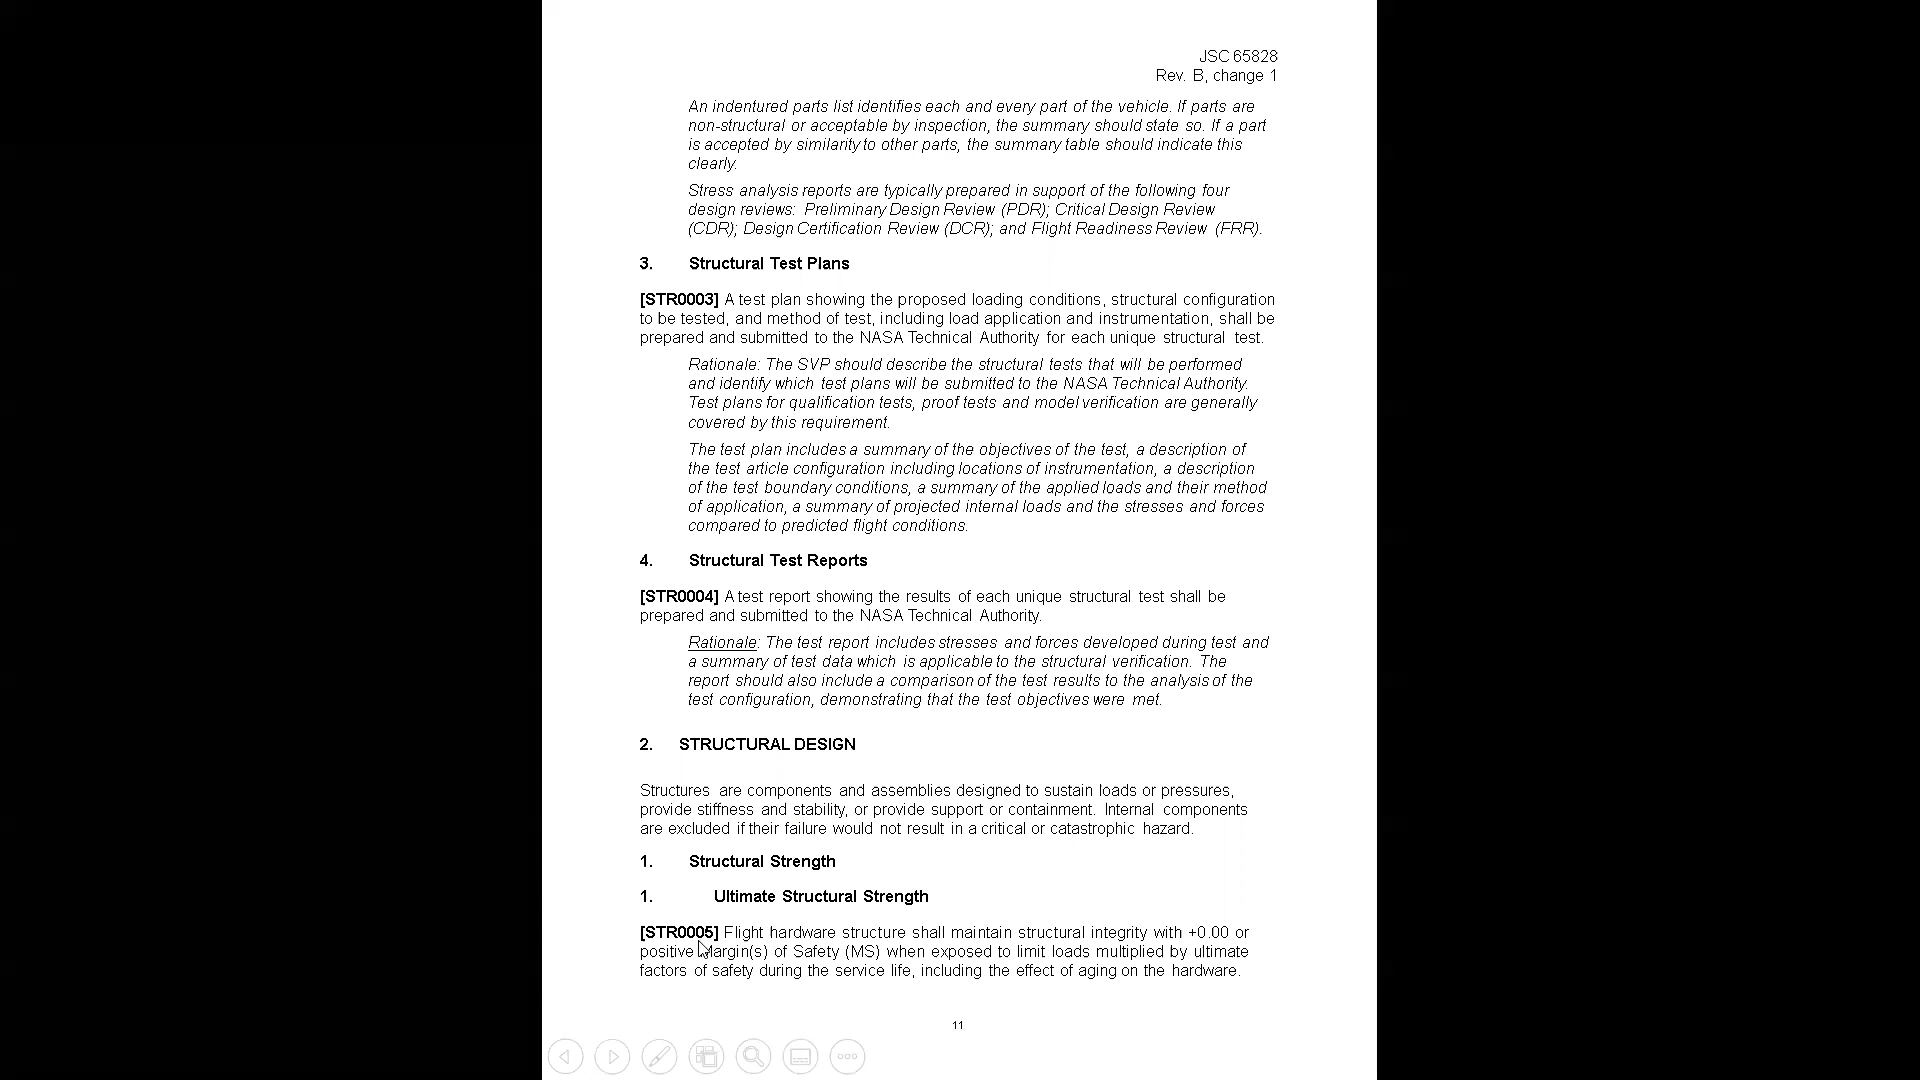 JSC 65828
Rev. B, change 1
An indentured parts list identifies each and every part of the vehicle. If parts are
non-structural or acceptable by inspection, the summary should state so. If a part
is accepted by similarity to other parts, the summary table should indicate this
clearly.
Stress analysis reports are typically prepared in support of the following four
design reviews: Preliminary Design Review (PDR); Critical Design Review
(CDR); Design Certification Review (DCR); and Flight Readiness Review (FRR).
3. Structural Test Plans
[STR0003] A test plan showing the proposed loading conditions, structural configuration
to be tested, and method of test, including load application and instrumentation, shall be
prepared and submitted to the NASA Technical Authority for each unique structural test.
Rationale: The SVP should describe the structural tests that will be performed
and identify which test plans will be submitted to the NASA Technical Authority.
Test plans for qualification tests, proof tests and model verification are generally
covered by this requirement.
The test plan includes a summary of the objectives of the test, a description of
the test article configuration including locations of instrumentation, a description
of the test boundary conditions, a summary of the applied loads and their method
of application, a summary of projected internal loads and the stresses and forces
compared to predicted flight conditions.
4. Structural Test Reports
[STR0004] A test report showing the results of each unique structural test shall be
prepared and submitted to the NASA Technical Authority.
Rationale: The test report includes stresses and forces developed during test and
a summary of test data which is applicable to the structural verification. The
report should also include a comparison of the test results to the analysis of the
test configuration, demonstrating that the test objectives were met.
2. STRUCTURAL DESIGN
Structures are components and assemblies designed to sustain loads or pressures,
provide stiffness and stability, or provide support or containment. Internal components
are excluded if their failure would not result in a critical or catastrophic hazard.
1. Structural Strength
1. Ultimate Structural Strength
[STR0005] Flight hardware structure shall maintain structural integrity with +0.00 or
positive Margin(s) of Safety (MS) when exposed to limit loads multiplied by ultimate
factors of safety during the service life, including the effect of aging on the hardware.
11